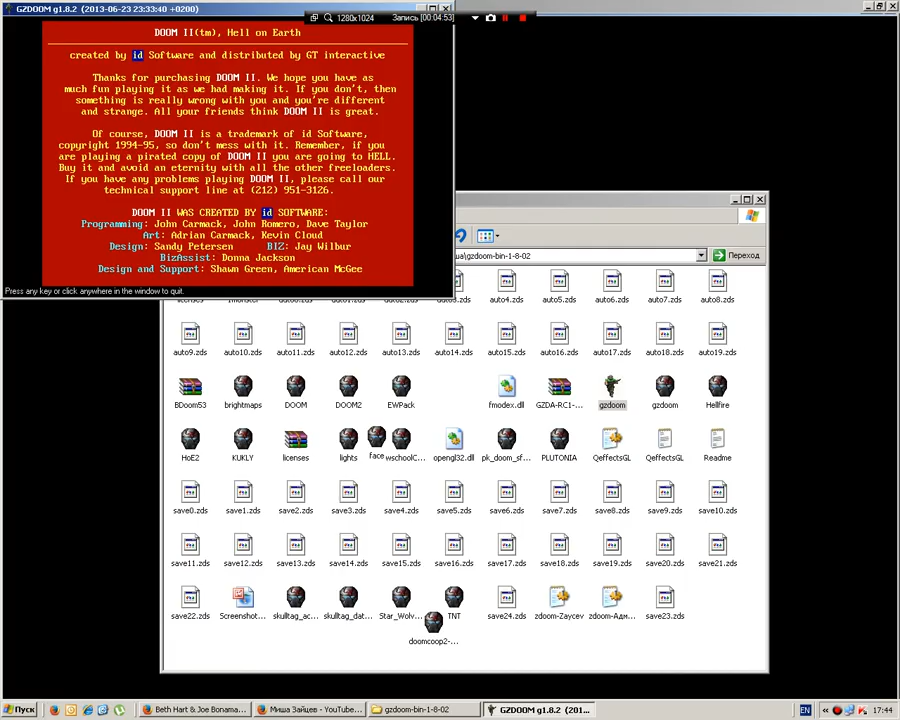 GZDOOM g1.8.2 (2013-06-23 23:33:40 +0200)
1280x1024 Запись [00:04:53]
DOOM II(tm), Hell on Earth
created by id Software and distributed by GT interactive
Thanks for purchasing DOOM II. We hope you have as
much fun playing it as we had making it. If you don't, then
something is really wrong with you and you're different
and strange. All your friends think DOOM II is great.
Of course, DOOM II is a trademark of id Software,
copyright 1994-95, so don't mess with it. Remember, if you
are playing a pirated copy of DOOM II you are going to HELL.
Buy it and avoid an eternity with all the other freeloaders.
If you have any problems playing DOOM II, please call our
technical support line at (212) 951-3126.
DOOM II WAS CREATED BY id SOFTWARE:
Programming: John Carmack, John Romero, Dave Taylor
Art: Adrian Carmack, Kevin Cloud
Design: Sandy Petersen BIZ: Jay Wilbur
BizAssist: Donna Jackson
Design and Support: Shawn Green, American McGee
Press any key or click anywhere in the window to quit.
\gzdoom-bin-1-8-02 Переход
auto4.zds auto5.zds auto6.zds auto7.zds auto8.zds
auto9.zds auto10.zds auto11.zds auto12.zds auto13.zds auto14.zds auto15.zds auto16.zds auto17.zds auto18.zds auto19.zds
BDoom53 brightmaps DOOM DOOM2 EWPack fmodex.dll GZDA-RC1-... gzdoom gzdoom Hellfire
HoE2 KUKLY licenses lights face wschoolC... opengl32.dll pk_doom_sf... PLUTONIA QeffectsGL QeffectsGL Readme
save0.zds save1.zds save2.zds save3.zds save4.zds save5.zds save6.zds save7.zds save8.zds save9.zds save10.zds
save11.zds save12.zds save13.zds save14.zds save15.zds save16.zds save17.zds save18.zds save19.zds save20.zds save21.zds
save22.zds Screenshot... skulltag_ac... skulltag_dat... Star_Wolv... TNT save24.zds zdoom-Zaycev zdoom-Адм... save23.zds
doomcoop2-...
Пуск Beth Hart & Joe Bonama... Миша Зайцев - YouTube... gzdoom-bin-1-8-02 GZDOOM g1.8.2 (201... EN 17:44